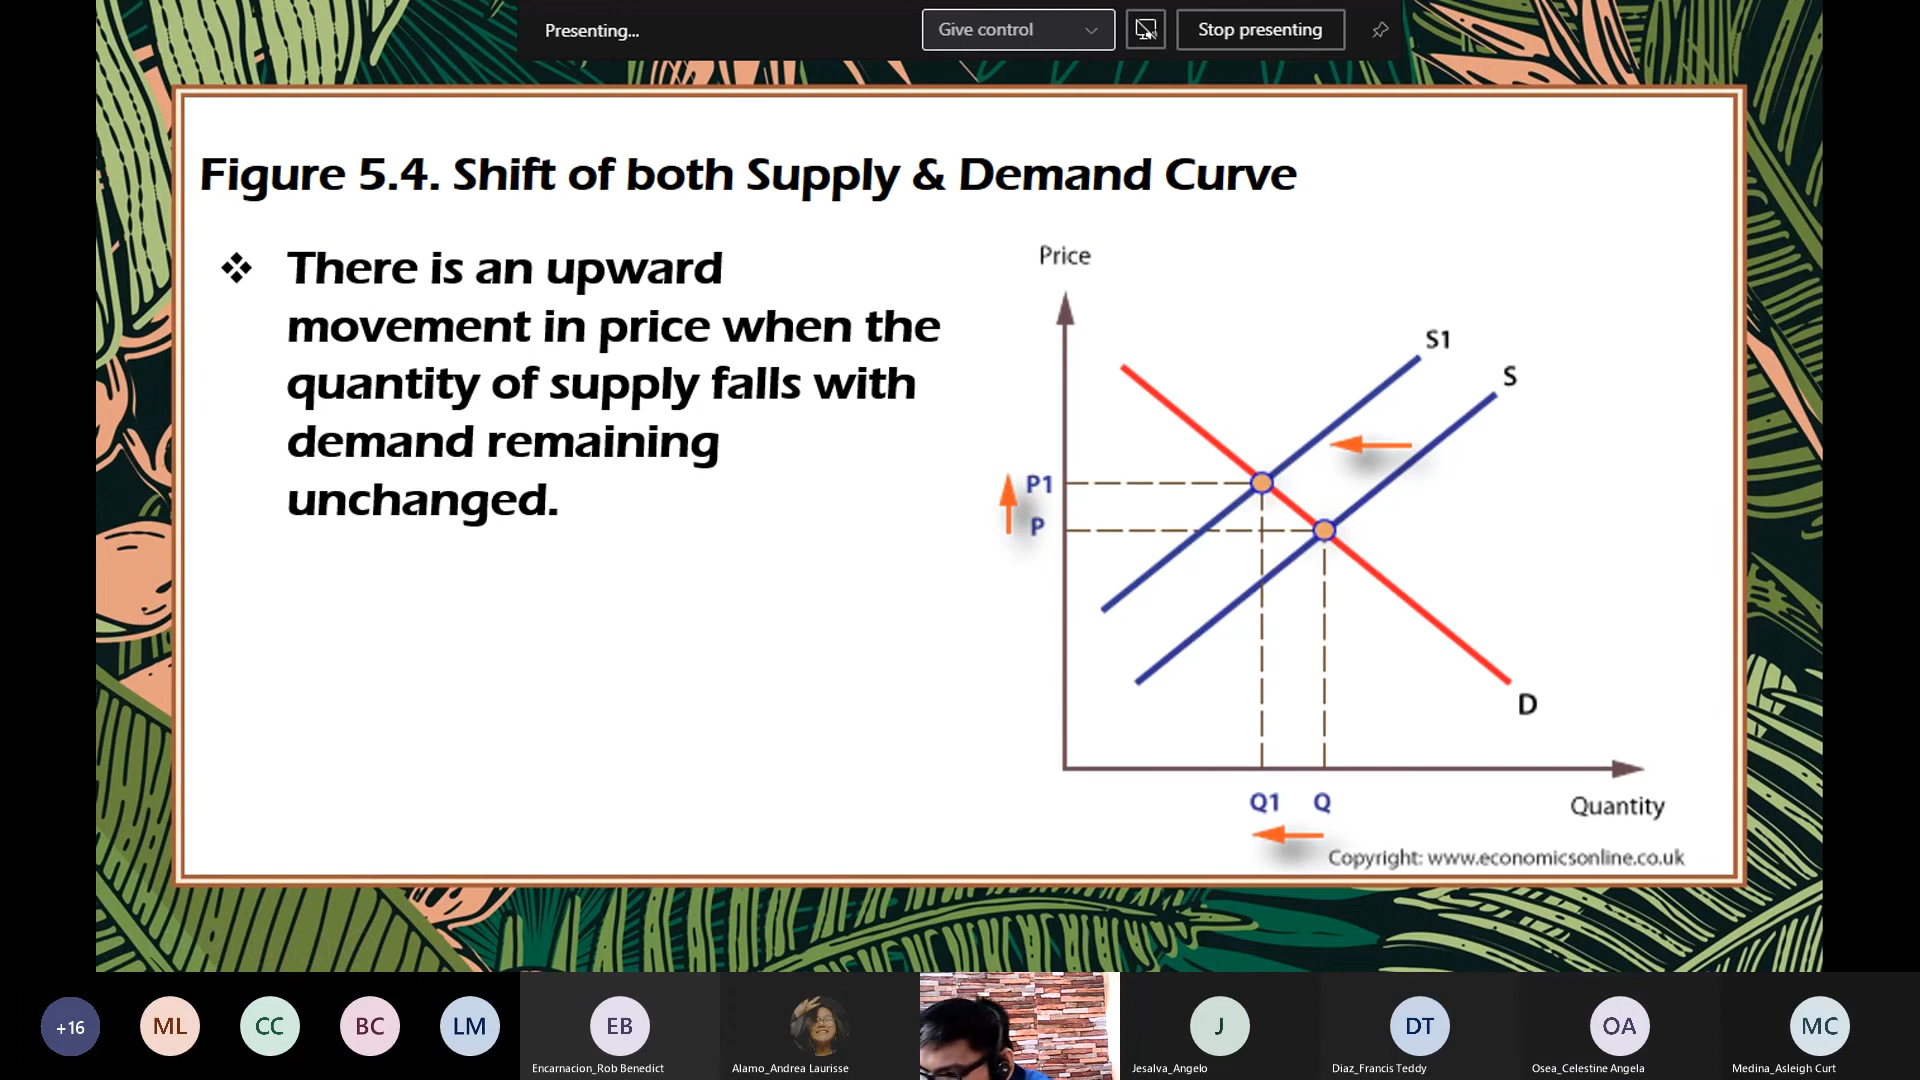 Presenting...
Give control
Stop presenting
Figure 5.4. Shift of both Supply & Demand Curve
❖ There is an upward
movement in price when the
quantity of supply falls with
demand remaining
unchanged.
Price
S1
S
P1
P
D
Q1 Q
Quantity
Copyright: www.economicsonline.co.uk
+16
ML
CC
BC
LM
EB
Encarnacion_Rob Benedict
Alamo_Andrea Laurisse
J
Jesalva_Angelo
DT
Diaz_Francis Teddy
OA
Osea_Celestine Angela
MC
Medina_Asleigh Curt